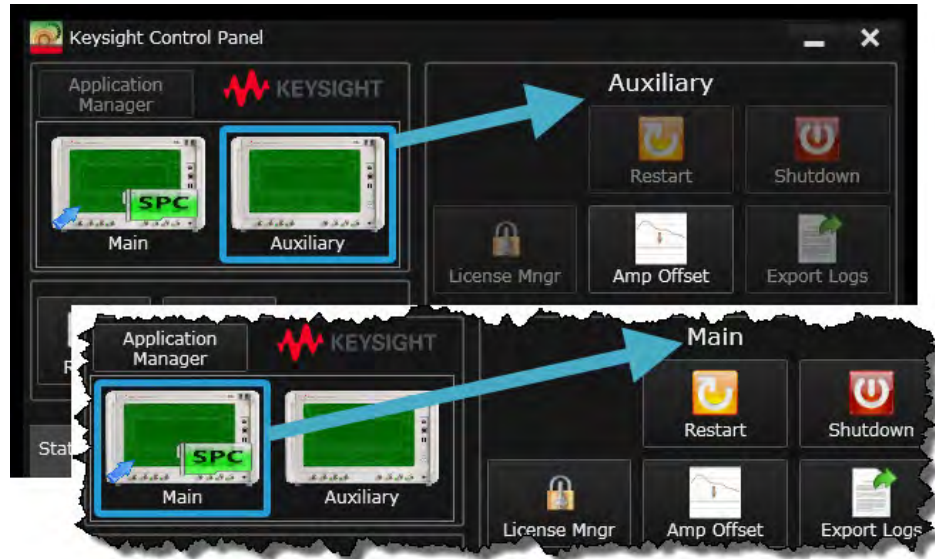 Keysight Control Panel
Application
Manager
KEYSIGHT
SPC
Main
Auxiliary
Auxiliary
Restart
Shutdown
License Mngr
Amp Offset
Export Logs
Stat
Application
Manager
KEYSIGHT
SPC
Main
Auxiliary
Main
Restart
Shutdown
License Mngr
Amp Offset
Export Logs